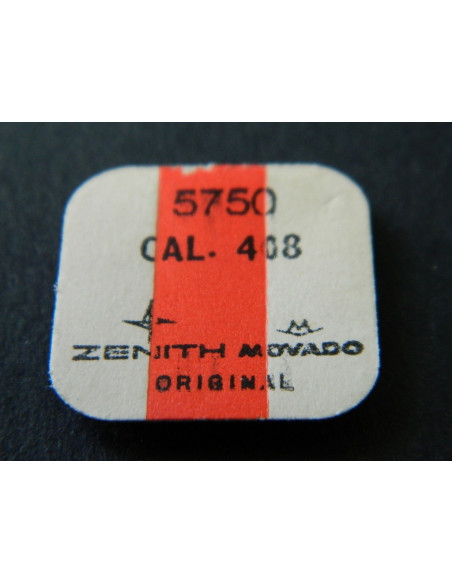 5750
CAL. 408
ZENITH MOVADO
ORIGINAL